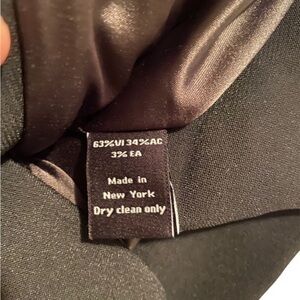 63%VI 34%AC
3% EA
Made in
New York
Dry clean only